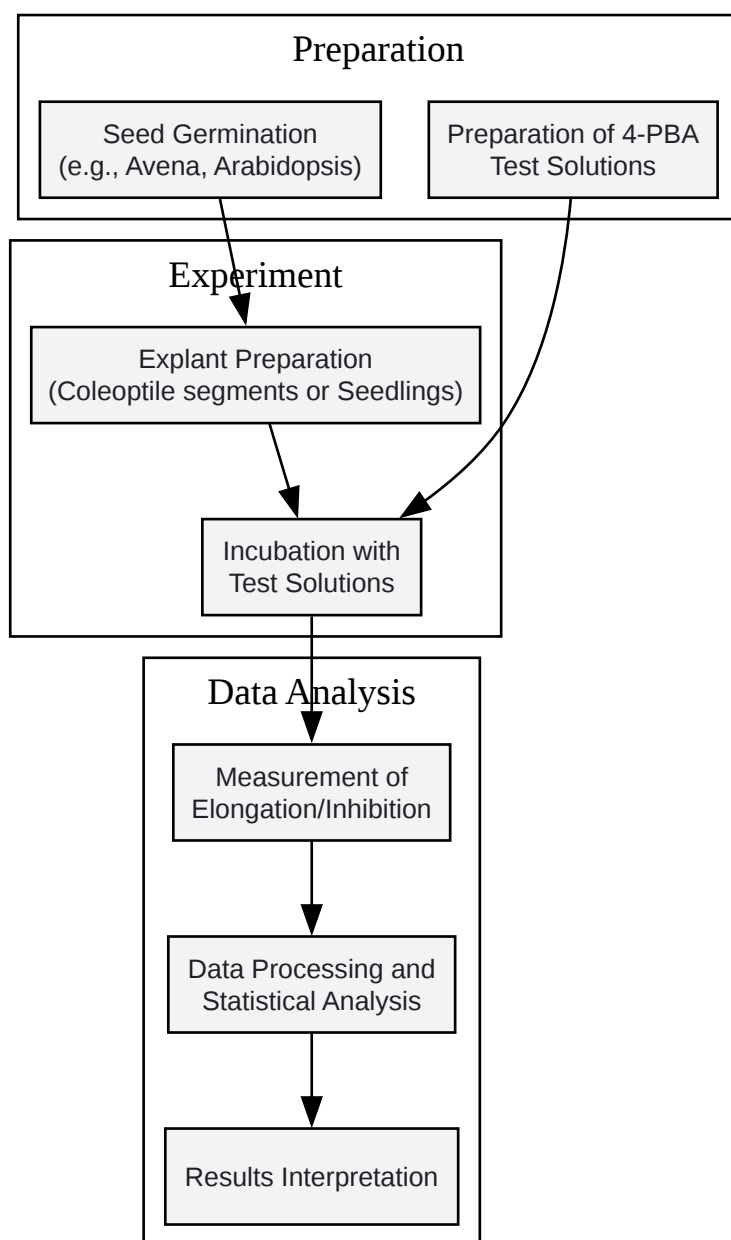 Preparation
Seed Germination
(e.g., Avena, Arabidopsis)
Preparation of 4-PBA
Test Solutions
Experiment
Explant Preparation
(Coleoptile segments or Seedlings)
Incubation with
Test Solutions
Data Analysis
Measurement of
Elongation/Inhibition
Data Processing and
Statistical Analysis
Results Interpretation